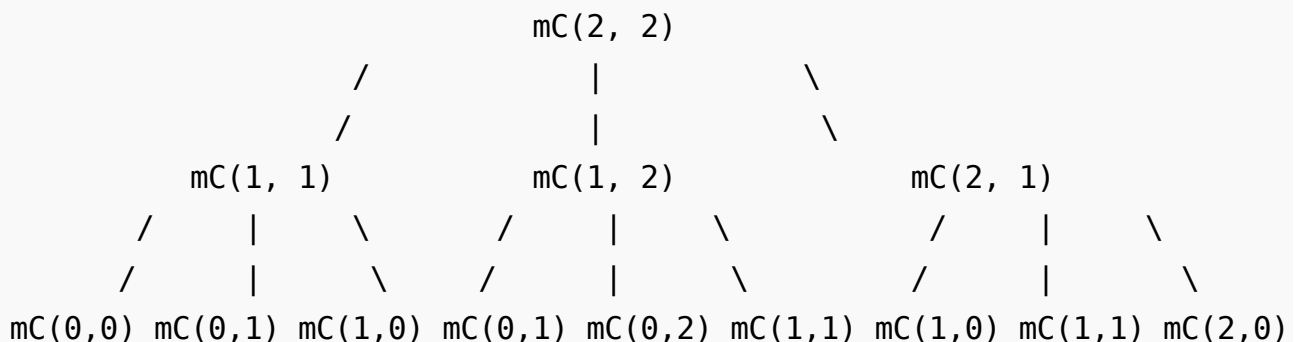 mC(2, 2)
/ | \
/ | \
mC(1, 1) mC(1, 2) mC(2, 1)
/ | \ / | \ / | \
/ | \ / | \ / | \
mC(0,0) mC(0,1) mC(1,0) mC(0,1) mC(0,2) mC(1,1) mC(1,0) mC(1,1) mC(2,0)